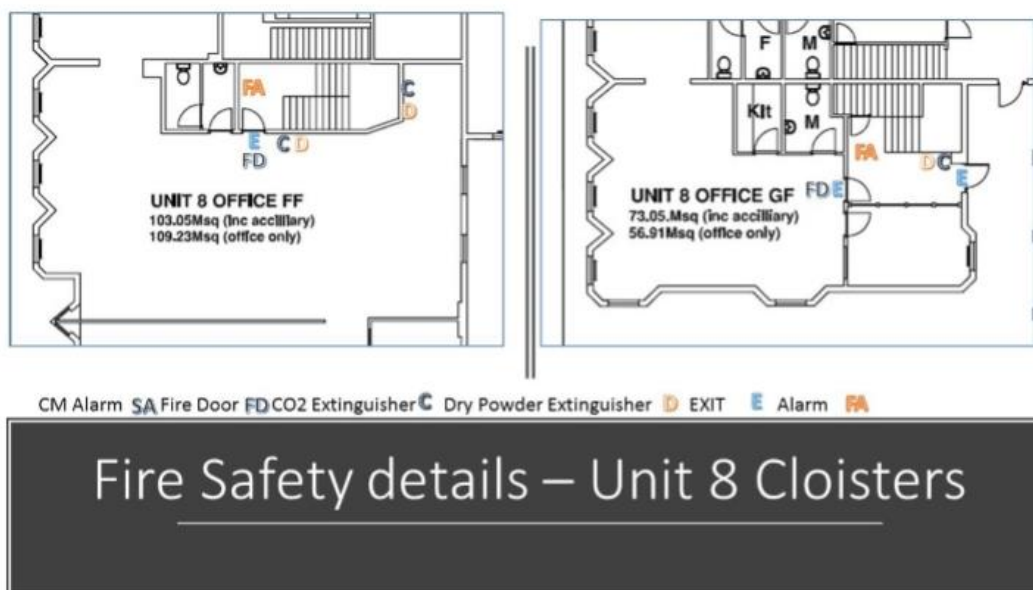 FA
C
D
E
C D
FD
UNIT 8 OFFICE FF
103.05Msq (inc accilliary)
109.23Msq (office only)
F
M
Kit
M
FA
D C
E
FD E
UNIT 8 OFFICE GF
73.05.Msq (inc accilliary)
56.91Msq (office only)
CM Alarm SA Fire Door FD CO2 Extinguisher C Dry Powder Extinguisher D EXIT E Alarm FA
Fire Safety details – Unit 8 Cloisters